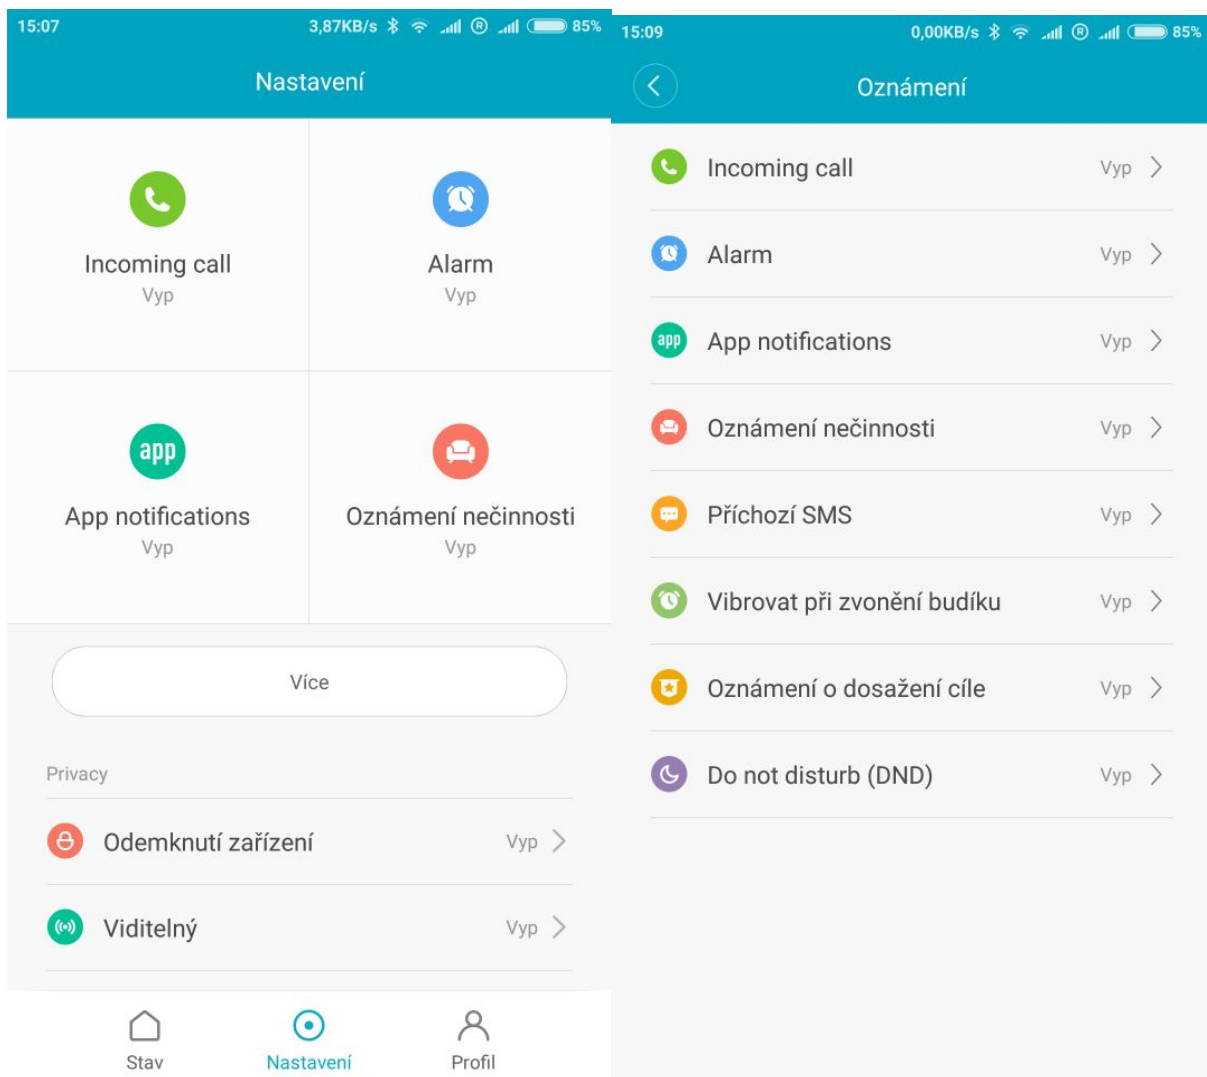 15:07 3,87KB/s ® 85%
Nastavení
Incoming call
Vyp
Alarm
Vyp
app
App notifications
Vyp
Oznámení nečinnosti
Vyp
Více
Privacy
Odemknutí zařízení Vyp
Viditelný Vyp
Stav
Nastavení
Profil
15:09 0,00KB/s ® 85%
Oznámení
Incoming call Vyp
Alarm Vyp
app App notifications Vyp
Oznámení nečinnosti Vyp
Příchozí SMS Vyp
Vibrovat při zvonění budíku Vyp
Oznámení o dosažení cíle Vyp
Do not disturb (DND) Vyp